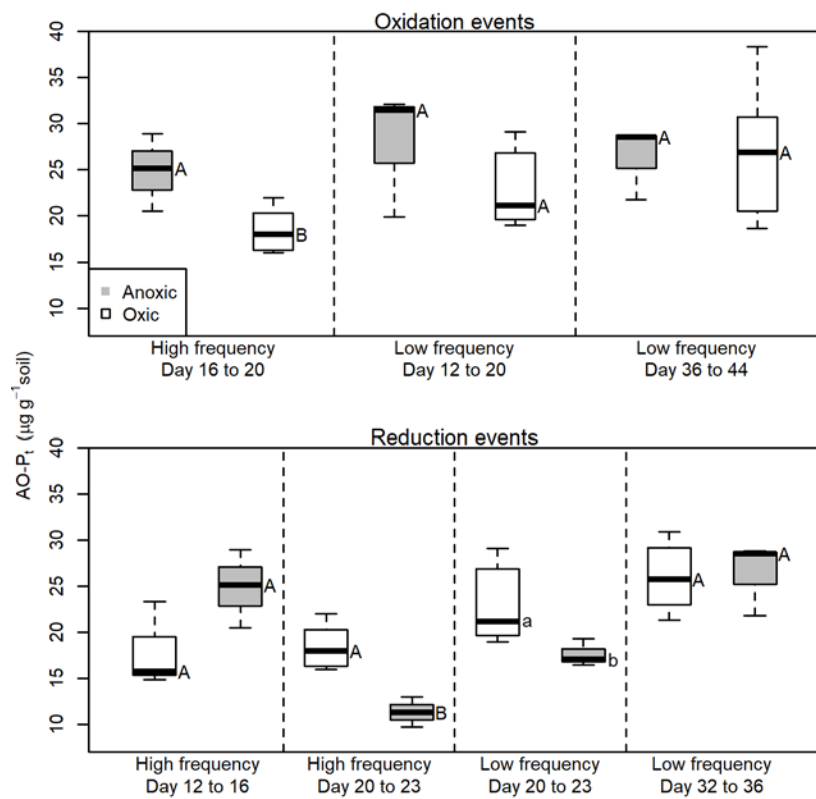 Oxidation events
40
35
30
25
20
15
10
A
B
A
A
A
A
Anoxic
Oxic
High frequency
Day 16 to 20
Low frequency
Day 12 to 20
Low frequency
Day 36 to 44
AO-Pₜ (µg g⁻¹soil)
Reduction events
40
35
30
25
20
15
10
A
A
A
B
a
b
A
A
High frequency
Day 12 to 16
High frequency
Day 20 to 23
Low frequency
Day 20 to 23
Low frequency
Day 32 to 36